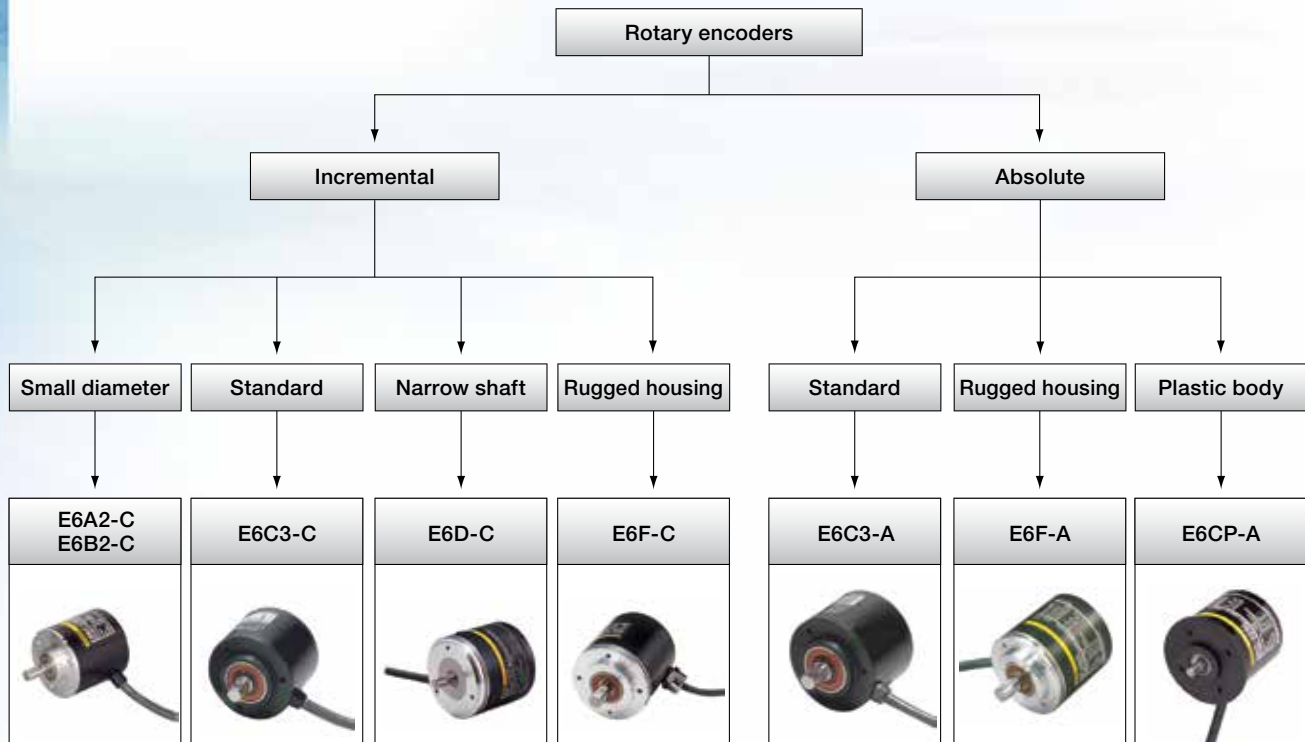 Rotary encoders
Incremental
Absolute
Small diameter
Standard
Narrow shaft
Rugged housing
Standard
Rugged housing
Plastic body
E6A2-C
E6B2-C
E6C3-C
E6D-C
E6F-C
E6C3-A
E6F-A
E6CP-A